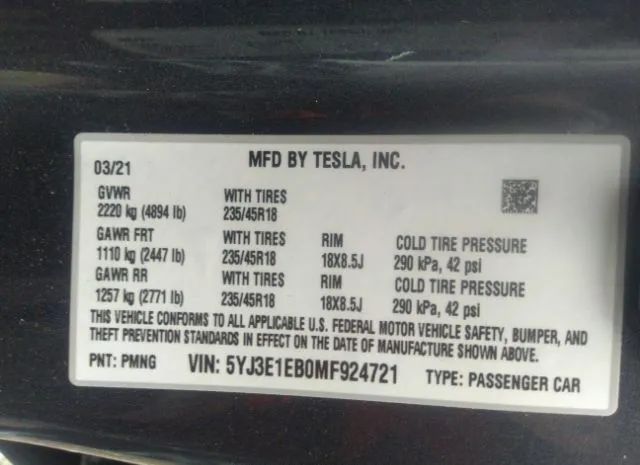 MFD BY TESLA, INC.
03/21
GVWR WITH TIRES
2220 kg (4894 lb) 235/45R18
GAWR FRT WITH TIRES RIM COLD TIRE PRESSURE
1110 kg (2447 lb) 235/45R18 18X8.5J 290 kPa, 42 psi
GAWR RR WITH TIRES RIM COLD TIRE PRESSURE
1257 kg (2771 lb) 235/45R18 18X8.5J 290 kPa, 42 psi
THIS VEHICLE CONFORMS TO ALL APPLICABLE U.S. FEDERAL MOTOR VEHICLE SAFETY, BUMPER, AND
THEFT PREVENTION STANDARDS IN EFFECT ON THE DATE OF MANUFACTURE SHOWN ABOVE.
PNT: PMNG VIN: 5YJ3E1EB0MF924721 TYPE: PASSENGER CAR